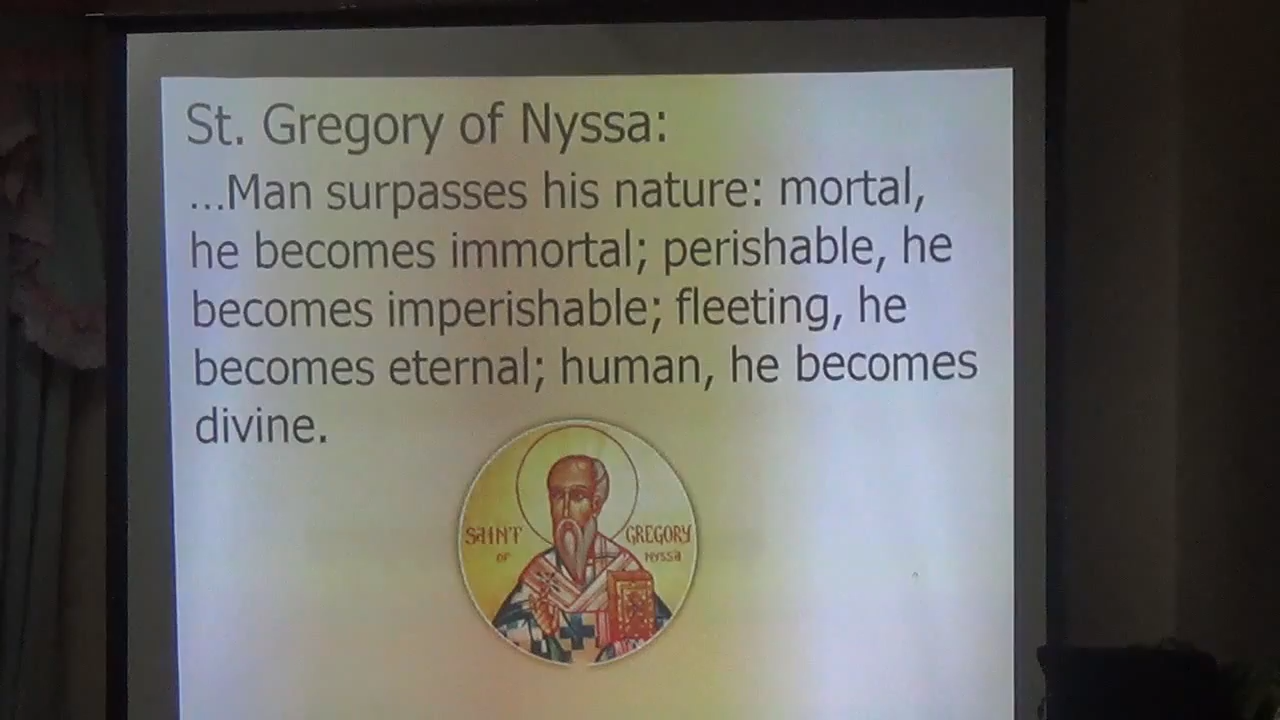 St. Gregory of Nyssa:
...Man surpasses his nature: mortal,
he becomes immortal; perishable, he
becomes imperishable; fleeting, he
becomes eternal; human, he becomes
divine.
SAINT GREGORY
OF NYSSA